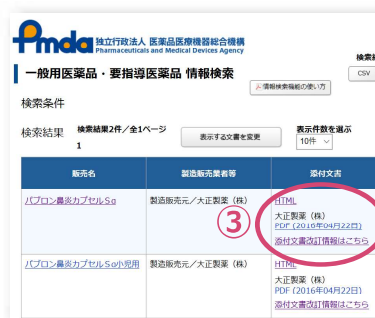 Pmda 独立行政法人 医薬品医療機器総合機構
Pharmaceuticals and Medical Devices Agency
一般用医薬品・要指導医薬品 情報検索
検索結
CSV
情報検索機能の使い方
検索条件
検索結果 検索結果2件／全1ページ
1
表示する文書を変更
表示件数を選ぶ
10件
販売名 製造販売業者等 添付文書
パブロン鼻炎カプセルSα 製造販売元／大正製薬（株） HTML
大正製薬（株）
PDF (2016年04月22日)
添付文書改訂情報はこちら
③
パブロン鼻炎カプセルSα小児用 製造販売元／大正製薬（株） HTML
大正製薬（株）
PDF (2016年04月22日)
添付文書改訂情報はこちら